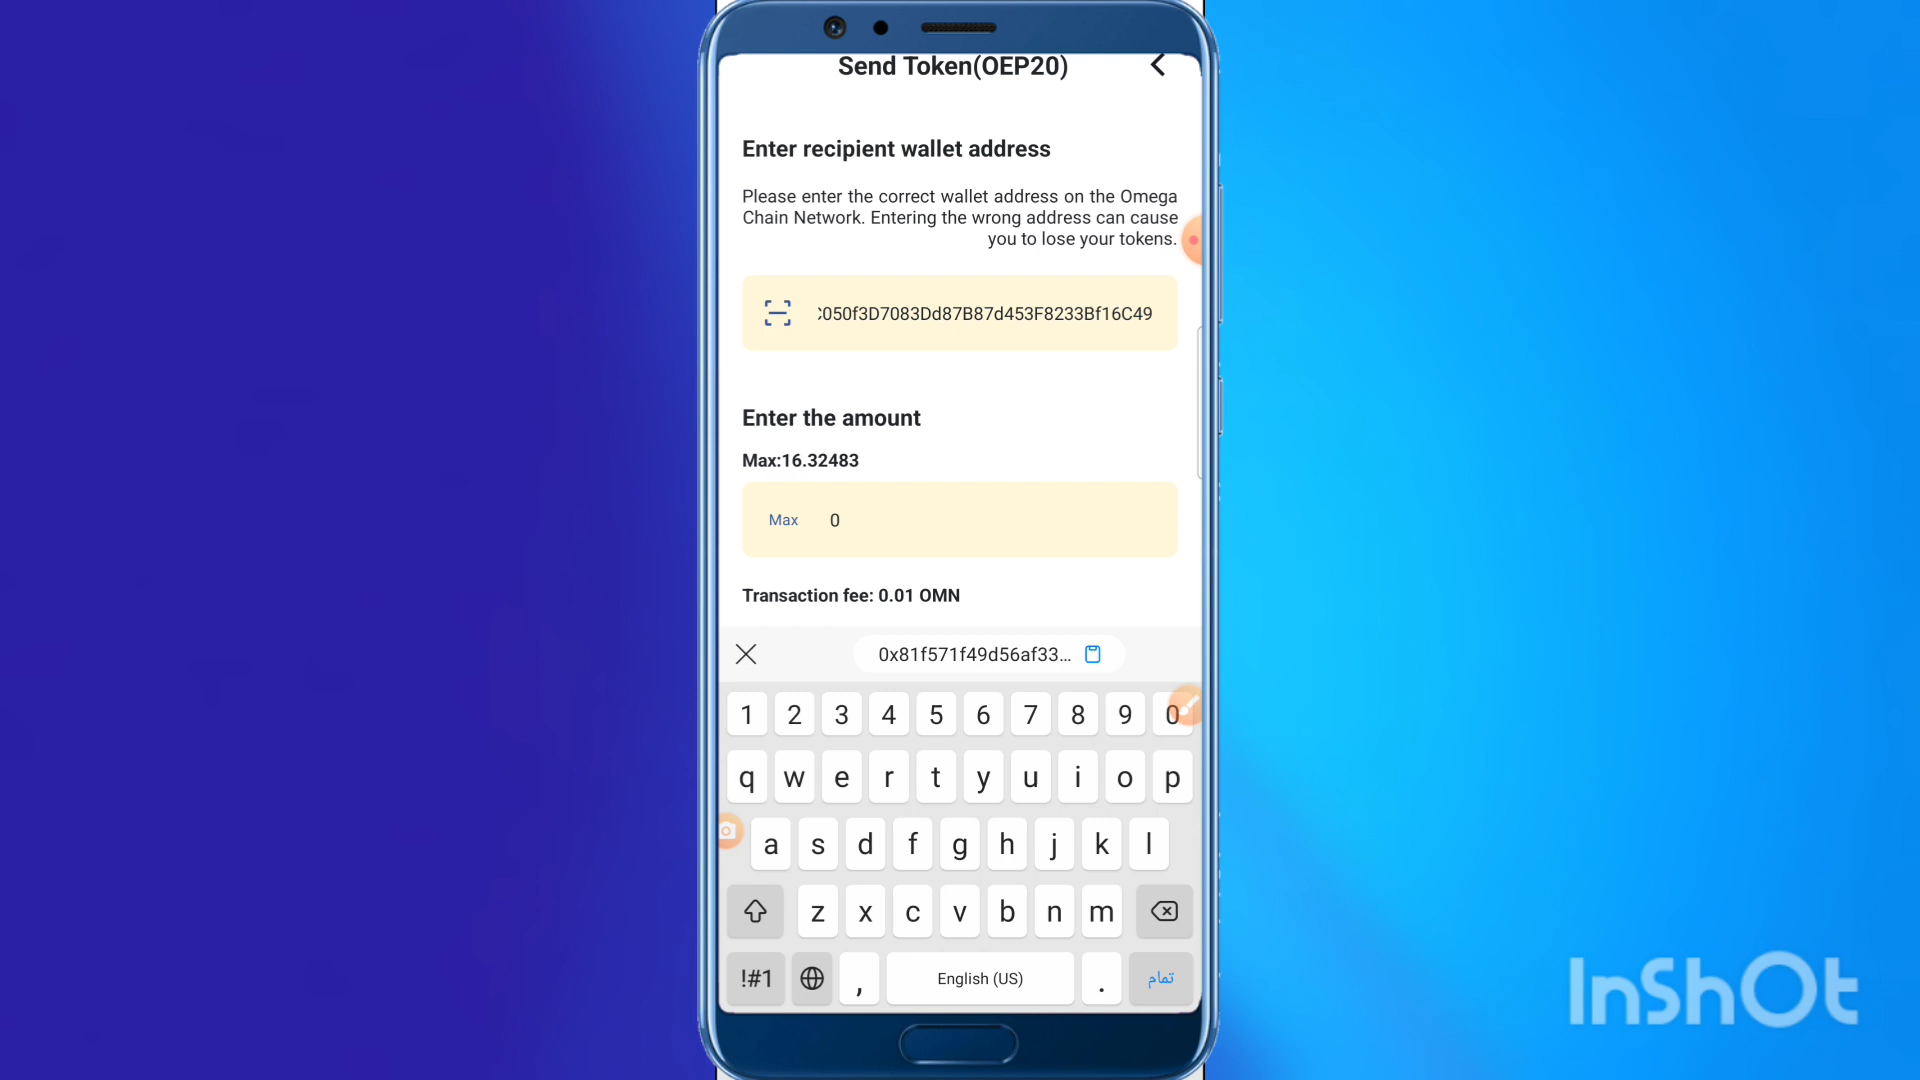 Send Token(OEP20)
Enter recipient wallet address
Please enter the correct wallet address on the Omega
Chain Network. Entering the wrong address can cause
you to lose your tokens.
050f3D7083Dd87B87d453F8233Bf16C49
Enter the amount
Max:16.32483
Max 0
Transaction fee: 0.01 OMN
0x81f571f49d56af33...
1 2 3 4 5 6 7 8 9 0
q w e r t y u i o p
a s d f g h j k l
z x c v b n m
!#1 , English (US) . تمام
InShOt